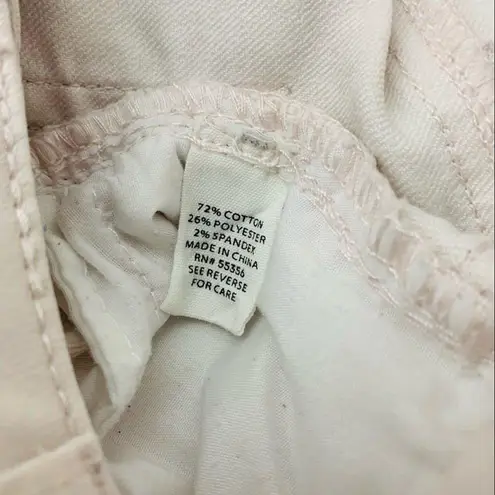 72% COTTON
26% POLYESTER
2% SPANDEX
MADE IN CHINA
RN# 55356
SEE REVERSE
FOR CARE